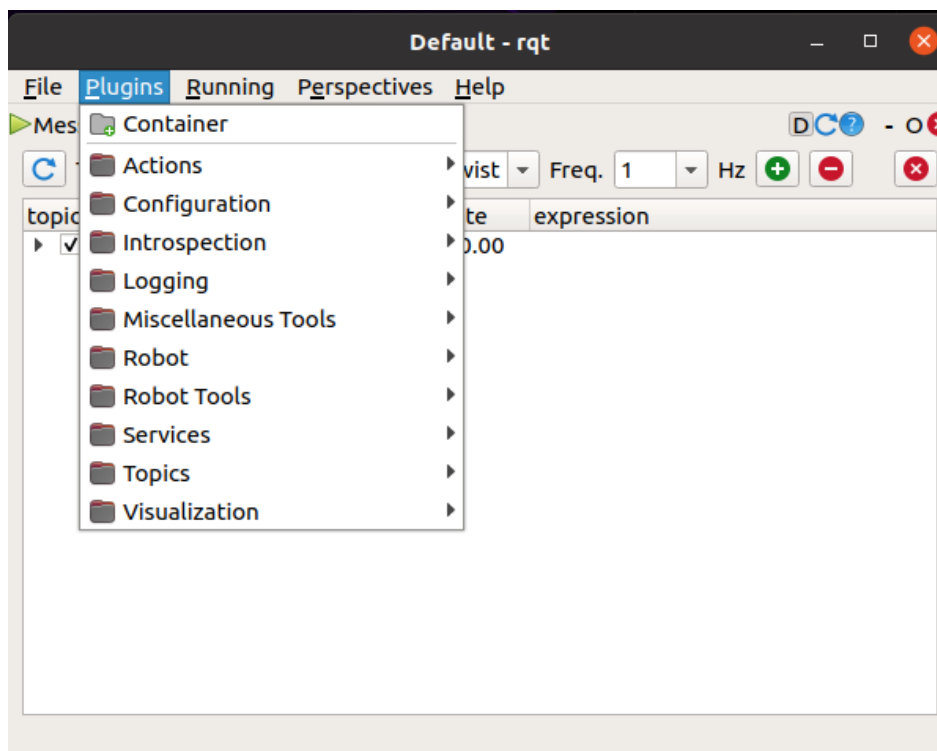 Default - rqt
File Plugins Running Perspectives Help
Mes D ? - O
Container
Actions vist Freq. 1 Hz
Configuration
topic te expression
Introspection 0.00
Logging
Miscellaneous Tools
Robot
Robot Tools
Services
Topics
Visualization